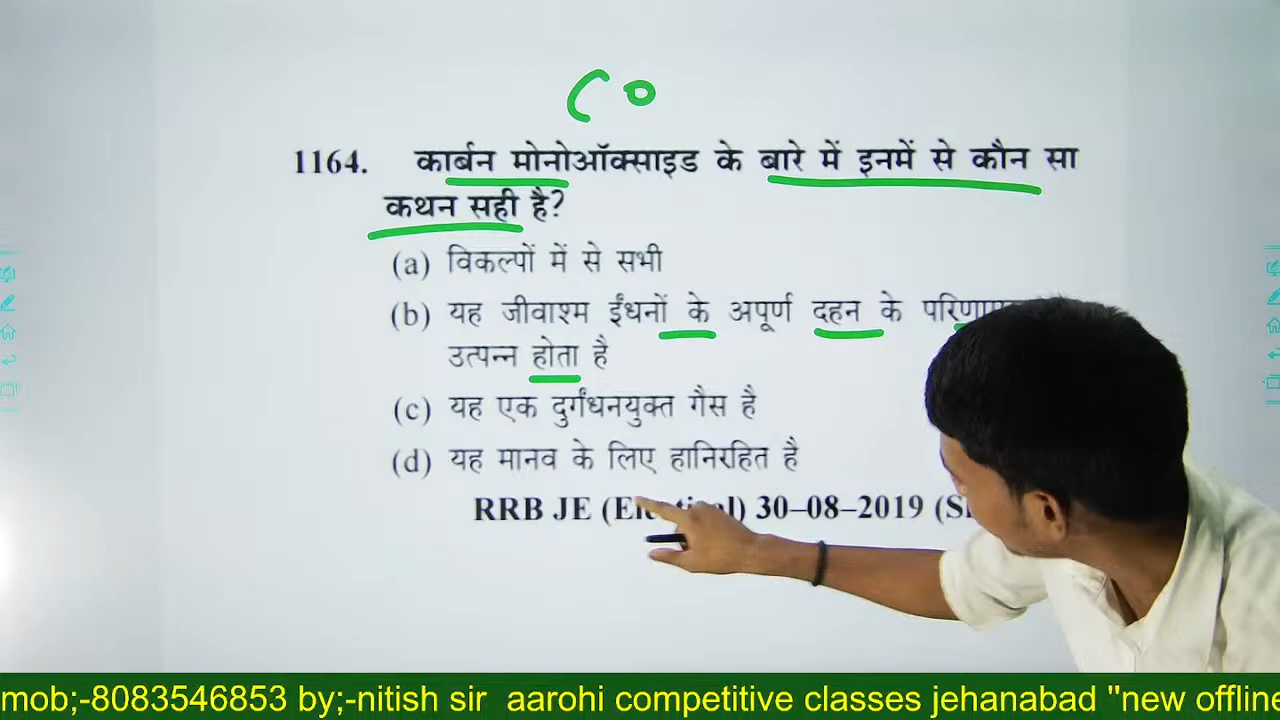 CO
1164. कार्बन मोनोऑक्साइड के बारे में इनमें से कौन सा
कथन सही है?
(a) विकल्पों में से सभी
(b) यह जीवाश्म ईंधनों के अपूर्ण दहन के
उत्पन्न होता है
(c) यह एक दुर्गंधनयुक्त गैस है
(d) यह मानव के लिए हानिरहित है
RRB JE 30–08–2019
mob;-8083546853 by;-nitish sir aarohi competitive classes jehanabad "new offline